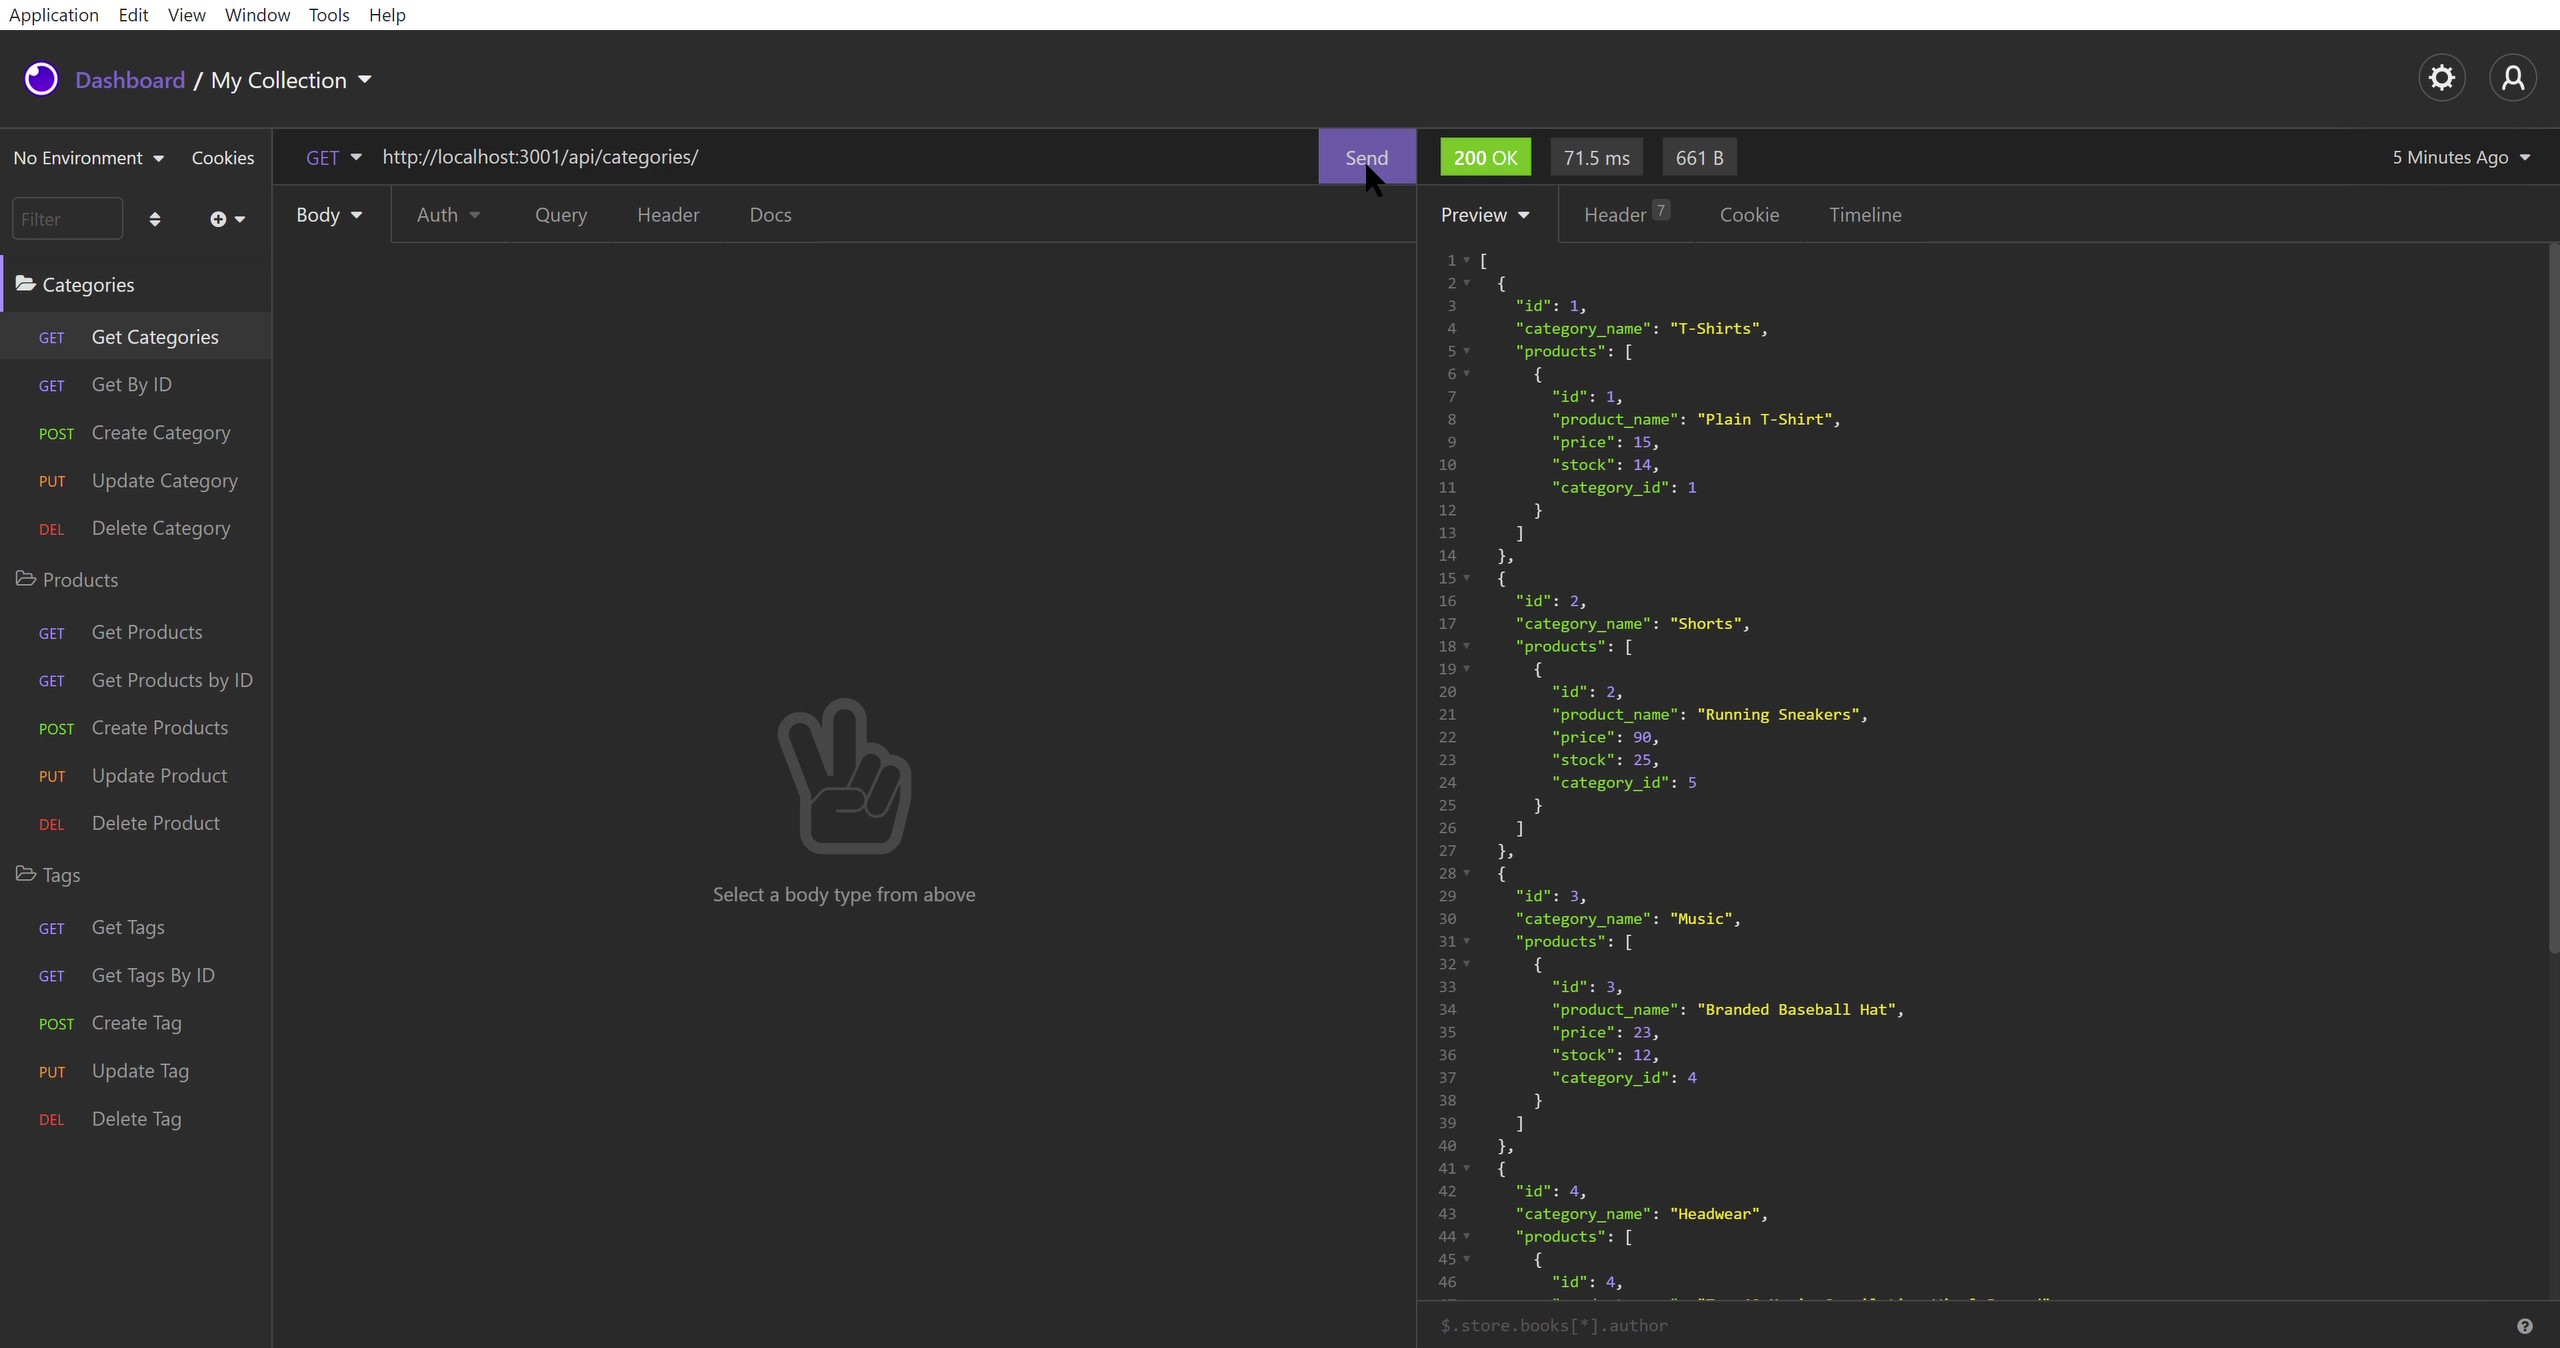 Application Edit View Window Tools Help
Dashboard / My Collection
No Environment Cookies
GET http://localhost:3001/api/categories/
Send
200 OK 71.5 ms 661 B 5 Minutes Ago
Filter
Body Auth Query Header Docs
Preview Header 7 Cookie Timeline
Categories
GET Get Categories
GET Get By ID
POST Create Category
PUT Update Category
DEL Delete Category
Products
GET Get Products
GET Get Products by ID
POST Create Products
PUT Update Product
DEL Delete Product
Tags
GET Get Tags
GET Get Tags By ID
POST Create Tag
PUT Update Tag
DEL Delete Tag
Select a body type from above
1 [
2 {
3 "id": 1,
4 "category_name": "T-Shirts",
5 "products": [
6 {
7 "id": 1,
8 "product_name": "Plain T-Shirt",
9 "price": 15,
10 "stock": 14,
11 "category_id": 1
12 }
13 ]
14 },
15 {
16 "id": 2,
17 "category_name": "Shorts",
18 "products": [
19 {
20 "id": 2,
21 "product_name": "Running Sneakers",
22 "price": 90,
23 "stock": 25,
24 "category_id": 5
25 }
26 ]
27 },
28 {
29 "id": 3,
30 "category_name": "Music",
31 "products": [
32 {
33 "id": 3,
34 "product_name": "Branded Baseball Hat",
35 "price": 23,
36 "stock": 12,
37 "category_id": 4
38 }
39 ]
40 },
41 {
42 "id": 4,
43 "category_name": "Headwear",
44 "products": [
45 {
46 "id": 4,
$.store.books[*].author